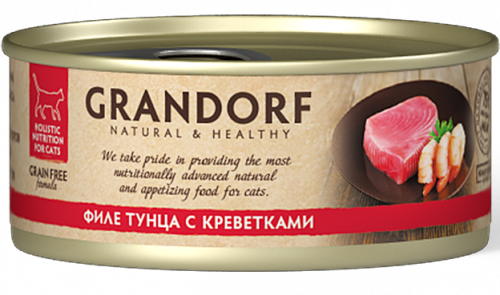 HOLISTIC
NUTRITION
FOR CATS
GRAIN FREE
formula
GRANDORF
NATURAL & HEALTHY
We take pride in providing the most
nutritionally advanced natural
and appetizing food for cats.
ФИЛЕ ТУНЦА С КРЕВЕТКАМИ